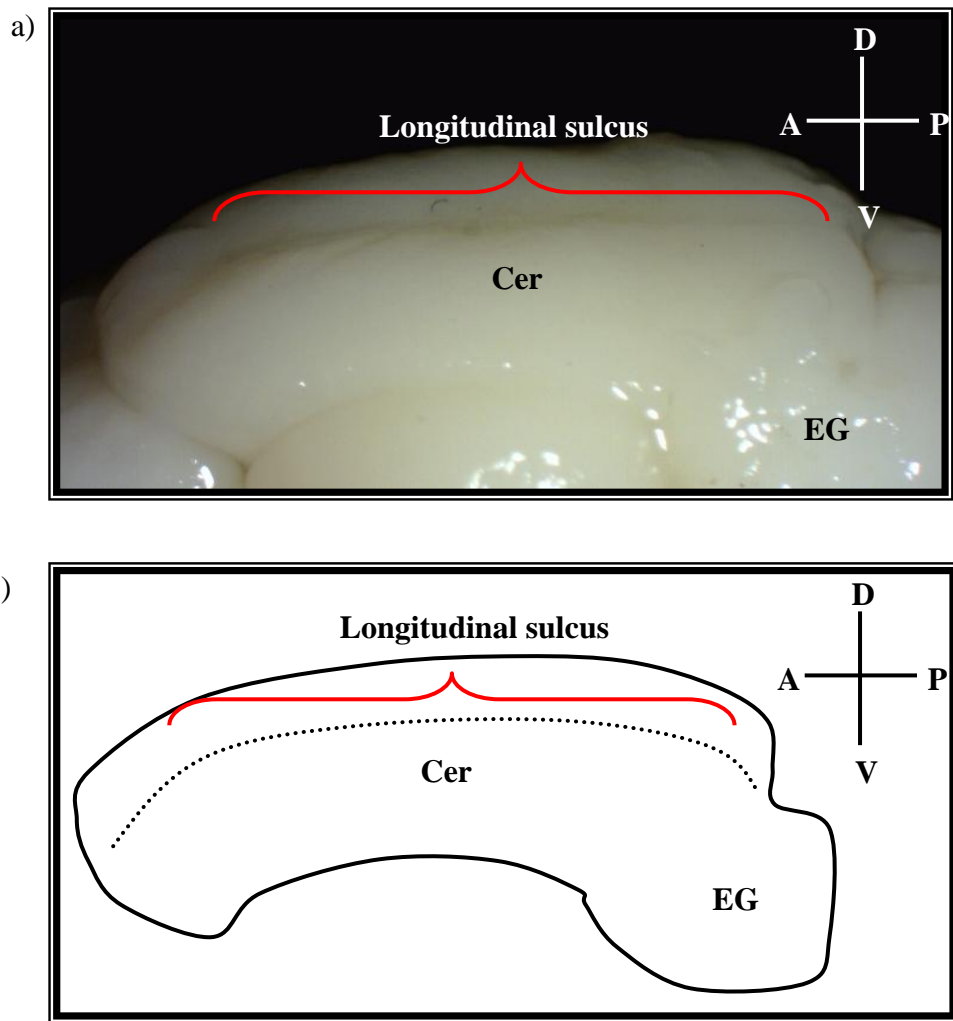 a)
D
A P
Longitudinal sulcus
V
Cer
EG
)
D
Longitudinal sulcus
A P
Cer
V
EG